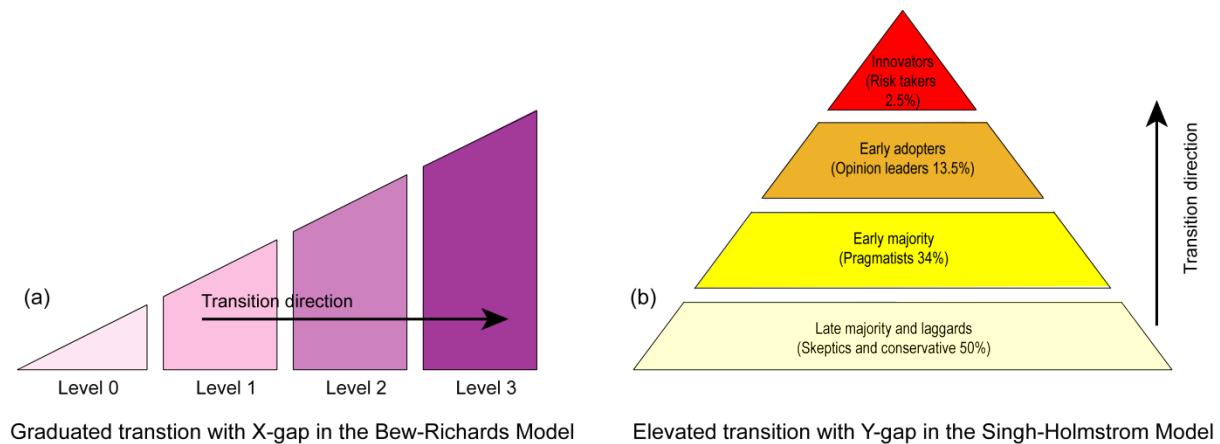 Innovators
(Risk takers
2.5%)
Early adopters
(Opinion leaders 13.5%)
Early majority
(Pragmatists 34%)
Late majority and laggards
(Skeptics and conservative 50%)
Transition direction
(a)
Transition direction
(b)
Level 0
Level 1
Level 2
Level 3
Graduated transtion with X-gap in the Bew-Richards Model
Elevated transition with Y-gap in the Singh-Holmstrom Model